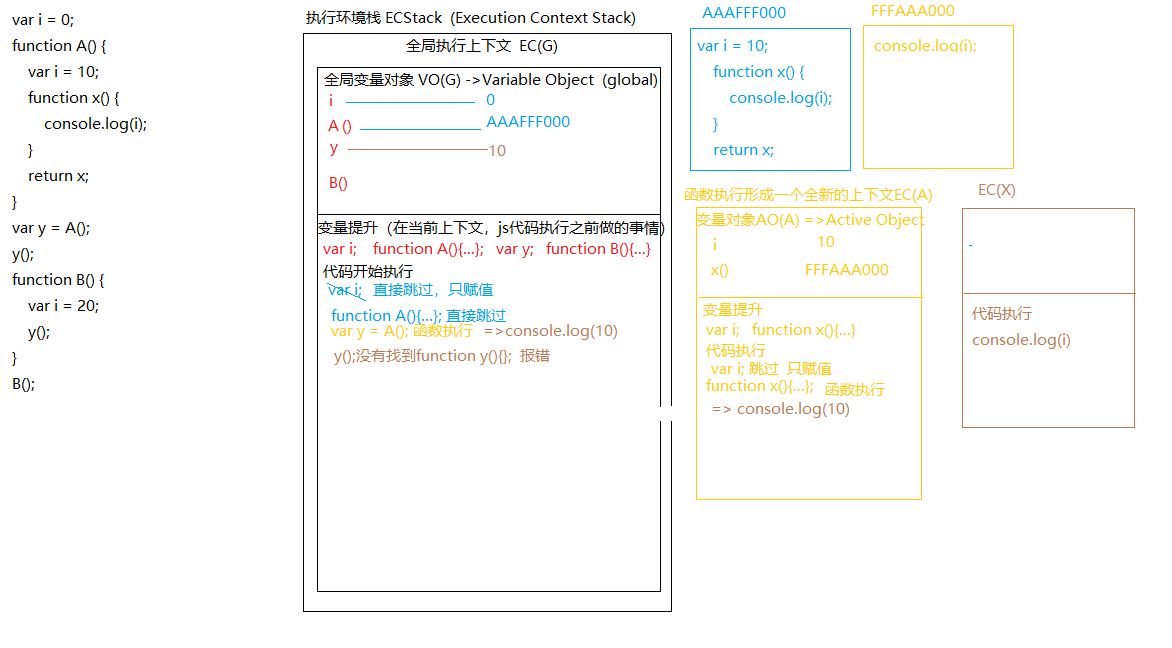 var i = 0;
function A() {
var i = 10;
function x() {
console.log(i);
}
return x;
}
var y = A();
y();
function B() {
var i = 20;
y();
}
B();
执行环境栈 ECStack (Execution Context Stack)
全局执行上下文 EC(G)
全局变量对象 VO(G) ->Variable Object (global)
i 0
A () AAAFFF000
y 10
B()
变量提升（在当前上下文，js代码执行之前做的事情)
var i; function A(){...}; var y; function B(){...}
代码开始执行
var i; 直接跳过，只赋值
function A(){...}; 直接跳过
var y = A(); 函数执行 =>console.log(10)
y();没有找到function y(){}; 报错
AAAFFF000
var i = 10;
function x() {
console.log(i);
}
return x;
FFFAAA000
console.log(i);
函数执行形成一个全新的上下文EC(A)
变量对象AO(A) =>Active Object
i 10
x() FFFAAA000
变量提升
var i; function x(){...}
代码执行
var i; 跳过 只赋值
function x(){...}; 函数执行
=> console.log(10)
EC(X)
-
代码执行
console.log(i)